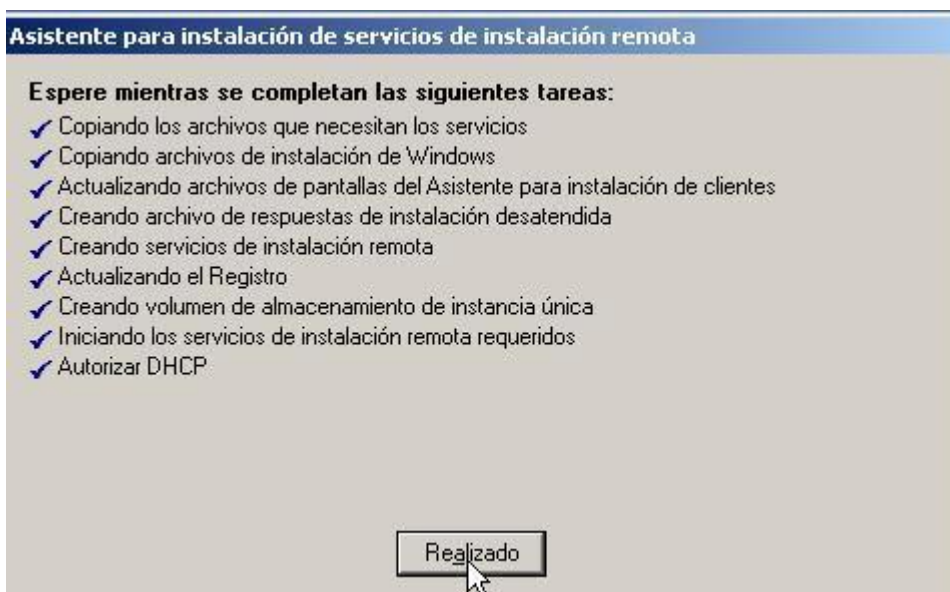 Asistente para instalación de servicios de instalación remota
Espere mientras se completan las siguientes tareas:
Copiando los archivos que necesitan los servicios
Copiando archivos de instalación de Windows
Actualizando archivos de pantallas del Asistente para instalación de clientes
Creando archivo de respuestas de instalación desatendida
Creando servicios de instalación remota
Actualizando el Registro
Creando volumen de almacenamiento de instancia única
Iniciando los servicios de instalación remota requeridos
Autorizar DHCP
Realizado